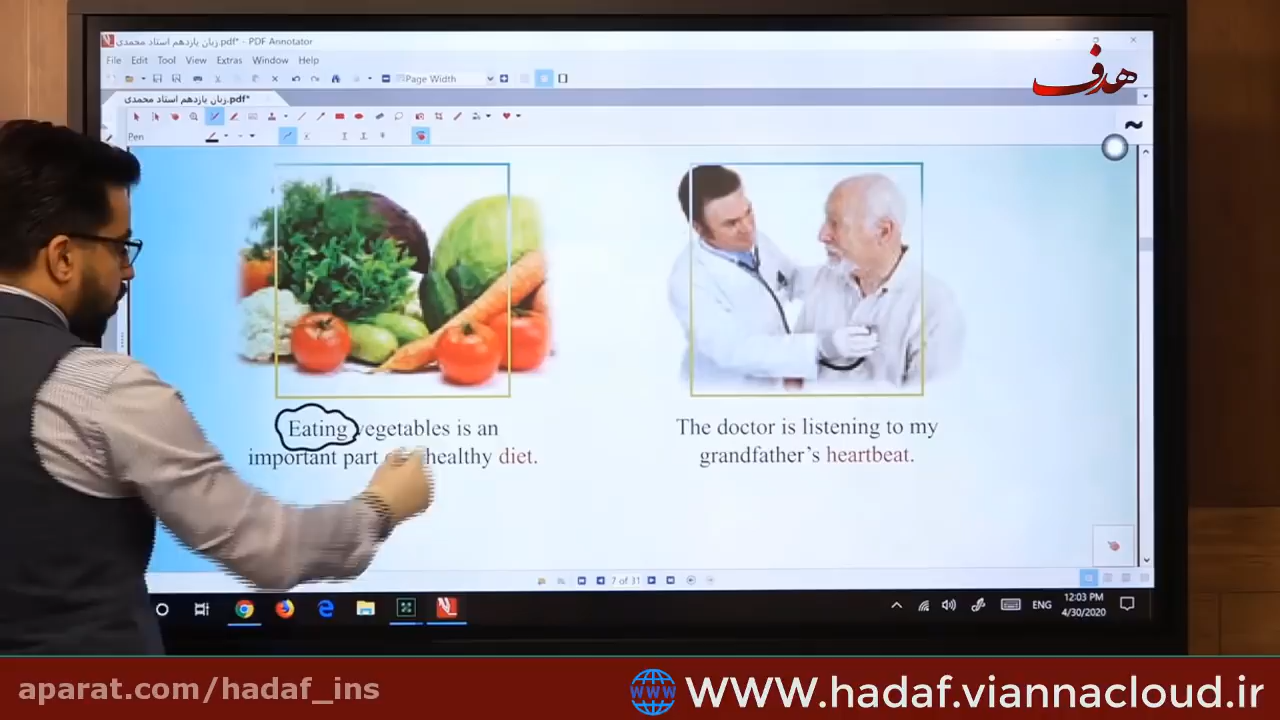 زبان یازدهم استاد محمدی.pdf* - PDF Annotator
هدف
File Edit Tool View Extras Window Help
Page Width
زبان یازدهم استاد محمدی.pdf*
Pen
Eating vegetables is an
important part healthy diet.
The doctor is listening to my
grandfather's heartbeat.
7 of 31
ENG
12:03 PM
4/30/2020
aparat.com/hadaf_ins
WWW
www.hadaf.viannacloud.ir